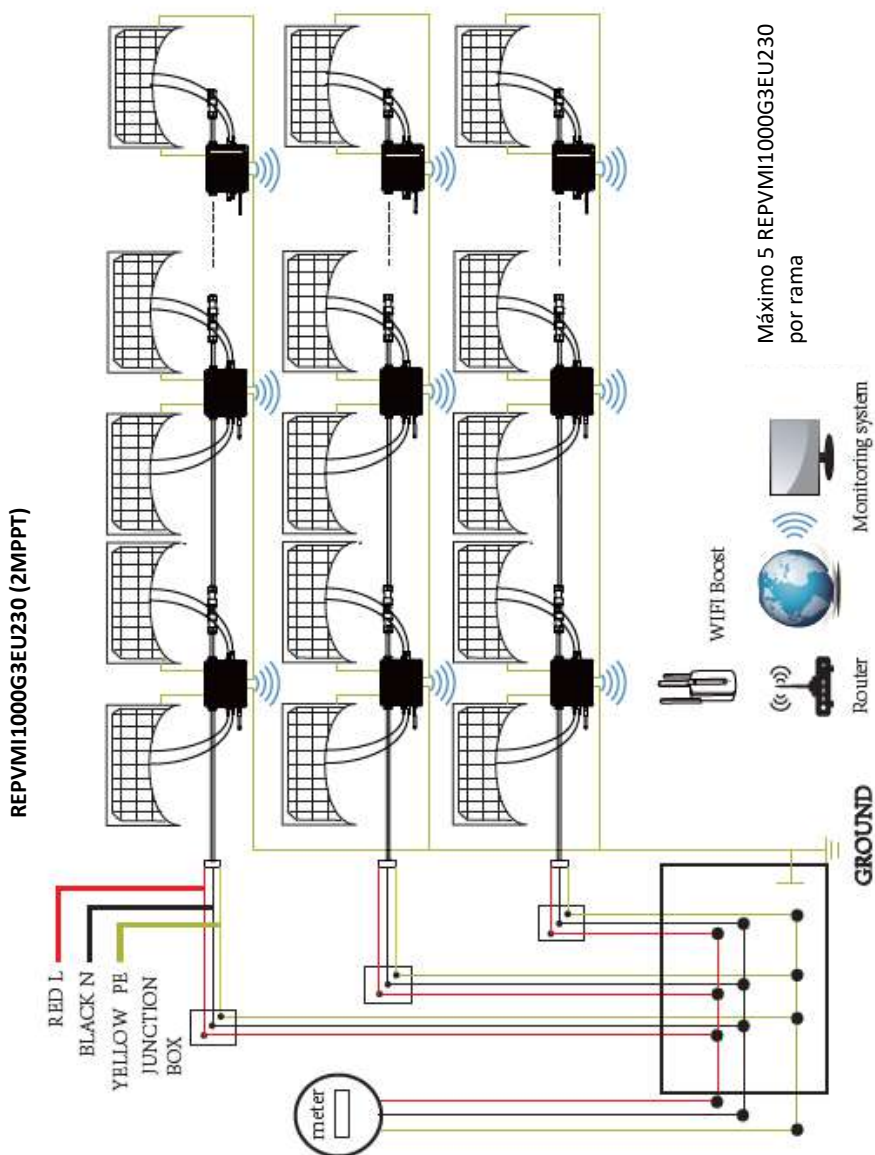 REPVMI1000G3EU230 (2MPPT)
RED L
BLACK N
YELLOW PE
JUNCTION
BOX
meter
GROUND
WIFI Boost
Router
Monitoring system
Máximo 5 REPVMI1000G3EU230
por rama